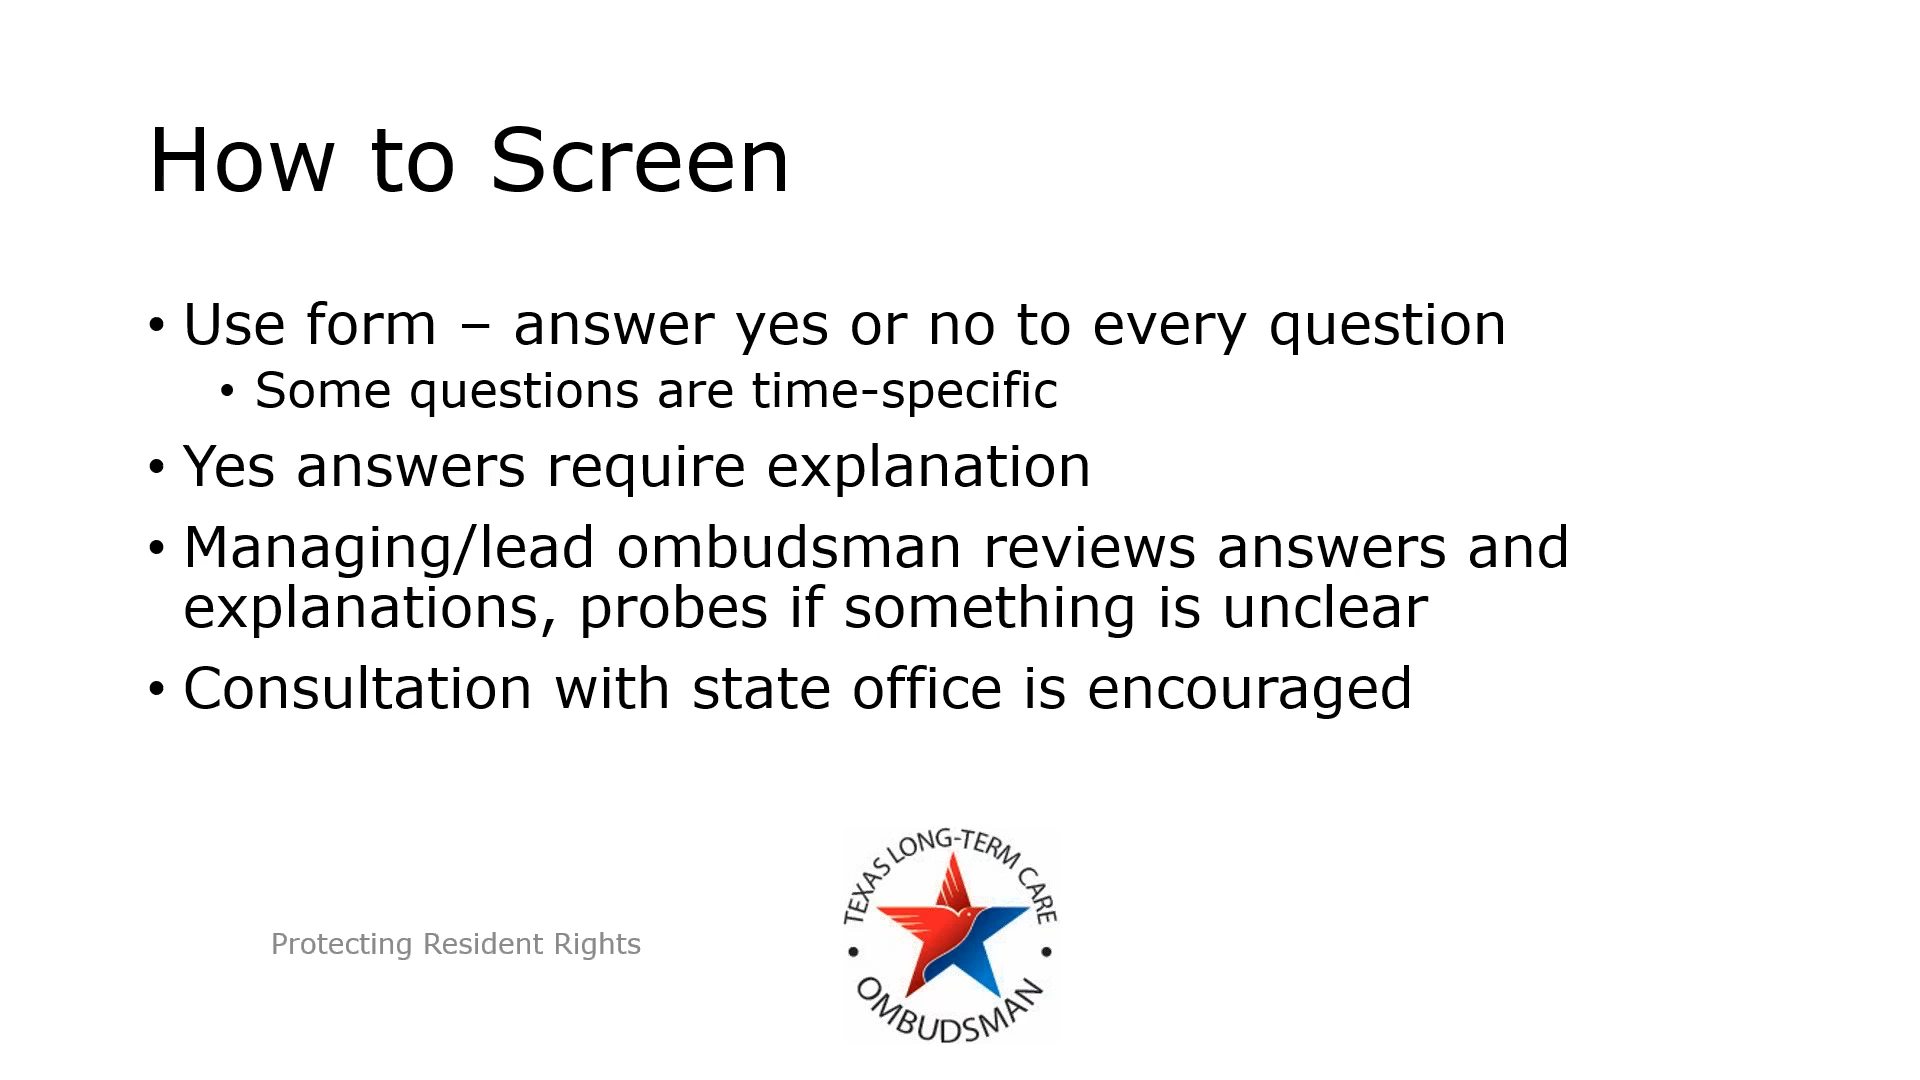 How to Screen
• Use form – answer yes or no to every question
• Some questions are time-specific
• Yes answers require explanation
• Managing/lead ombudsman reviews answers and
explanations, probes if something is unclear
• Consultation with state office is encouraged
Protecting Resident Rights
TEXAS LONG-TERM CARE
• OMBUDSMAN •